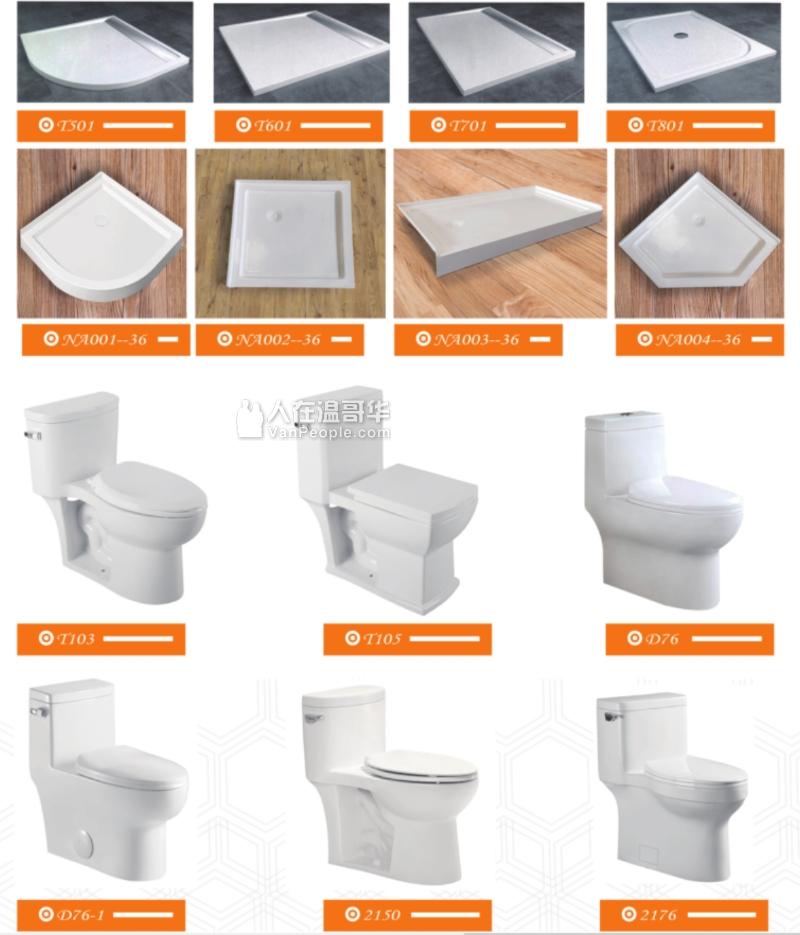 T501
T601
T701
T801
NA001--36
NA002--36
NA003--36
NA004--36
人在温哥华
VanPeople.com
T103
T105
D76
D76-1
2150
2176